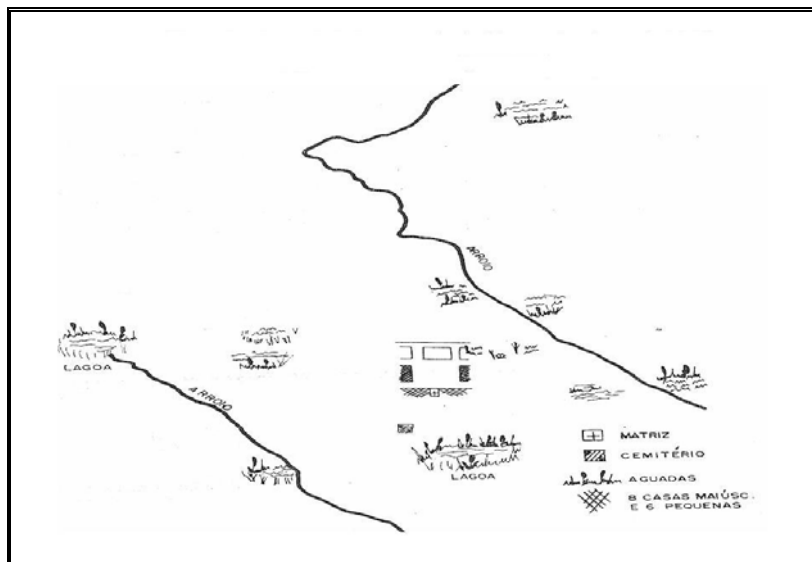 ARROIO
LAGOA
ARROIO
LAGOA
MATRIZ
CEMITÉRIO
AGUADAS
8 CASAS MAIÚSC.
E 6 PEQUENAS